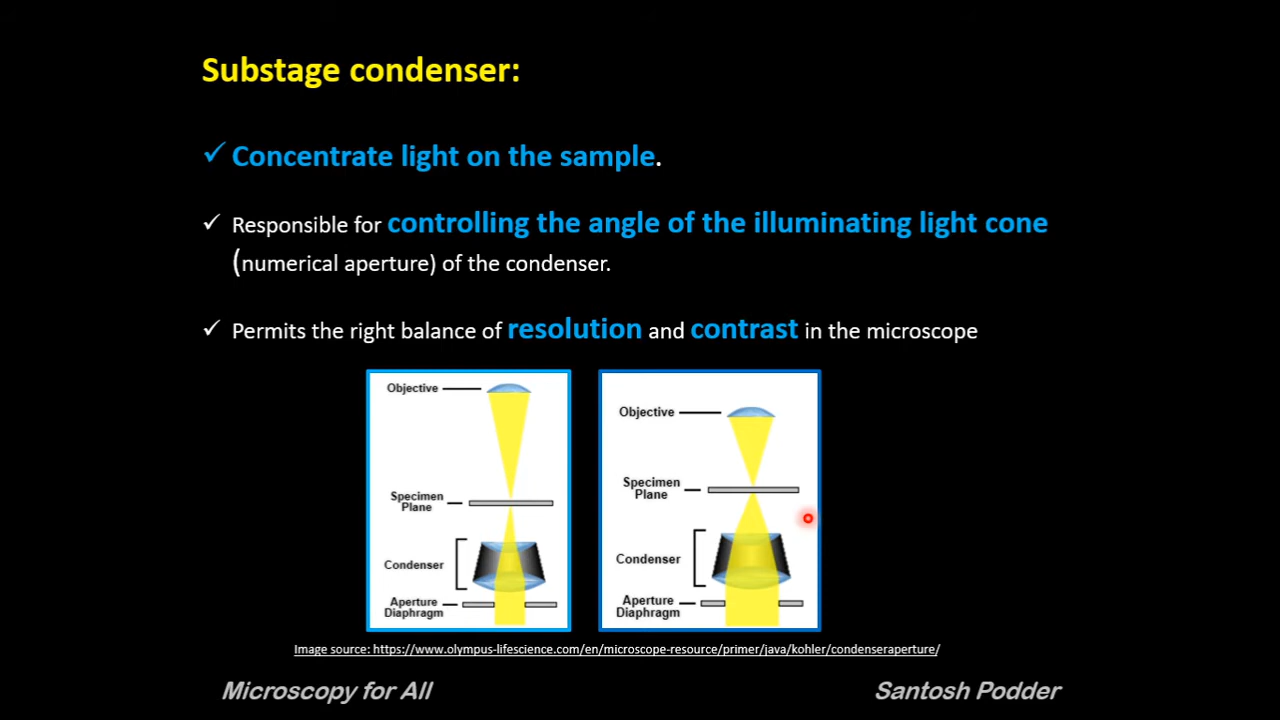 Substage condenser:
✓ Concentrate light on the sample.
✓ Responsible for controlling the angle of the illuminating light cone
(numerical aperture) of the condenser.
✓ Permits the right balance of resolution and contrast in the microscope
Objective
Specimen
Plane
Condenser
Aperture
Diaphragm
Objective
Specimen
Plane
Condenser
Aperture
Diaphragm
Image source: https://www.olympus-lifescience.com/en/microscope-resource/primer/java/kohler/condenseraperture/
Microscopy for All
Santosh Podder